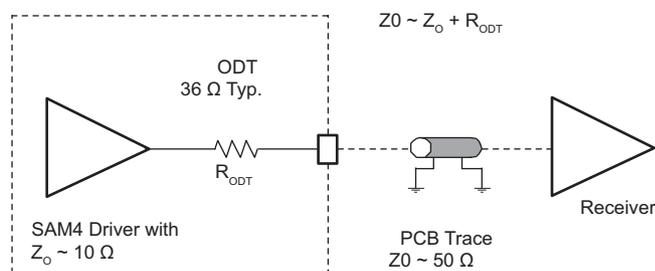 Z0 ~ Z_O + R_ODT
ODT
36 Ω Typ.
R_ODT
SAM4 Driver with
Z_O ~ 10 Ω
PCB Trace
Z0 ~ 50 Ω
Receiver